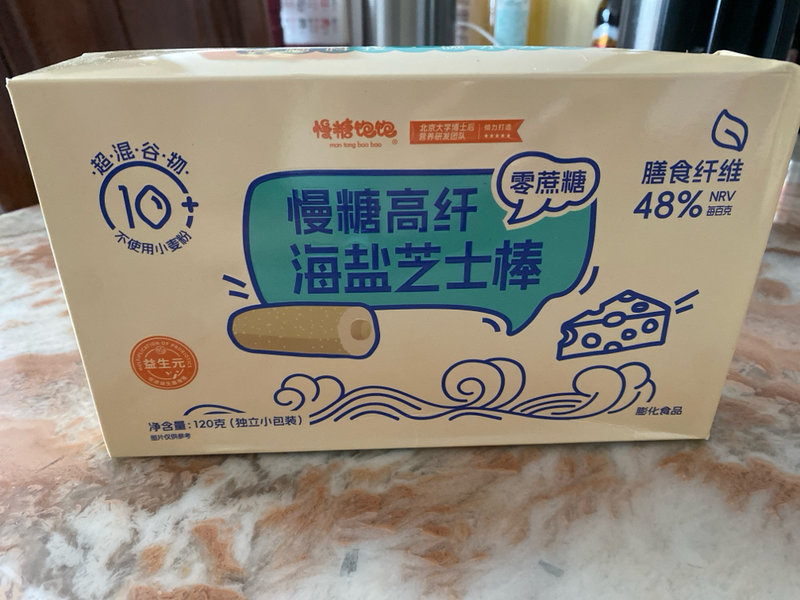 慢糖饱饱
man tang bao bao
北京大学博士后
营养研发团队
倾力打造
超·混·谷·物
10+
不使用小麦粉
零蔗糖
慢糖高纤
海盐芝士棒
膳食纤维
48% NRV
每百克
益生元
净含量：120克（独立小包装）
图片仅供参考
膨化食品